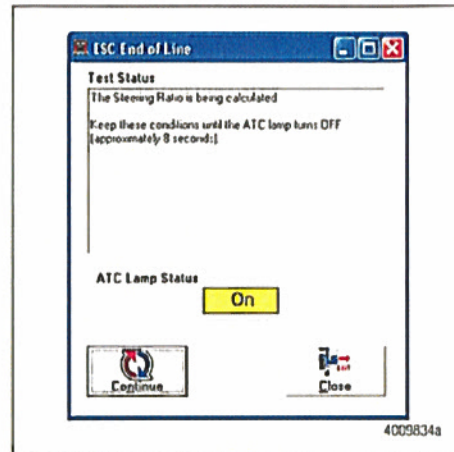 ESC End of Line
Test Status
The Steering Ratio is being calculated
Keep these conditions until the ATC lamp turns OFF
(approximately 8 seconds).
ATC Lamp Status
On
Continue
Close
4009834a